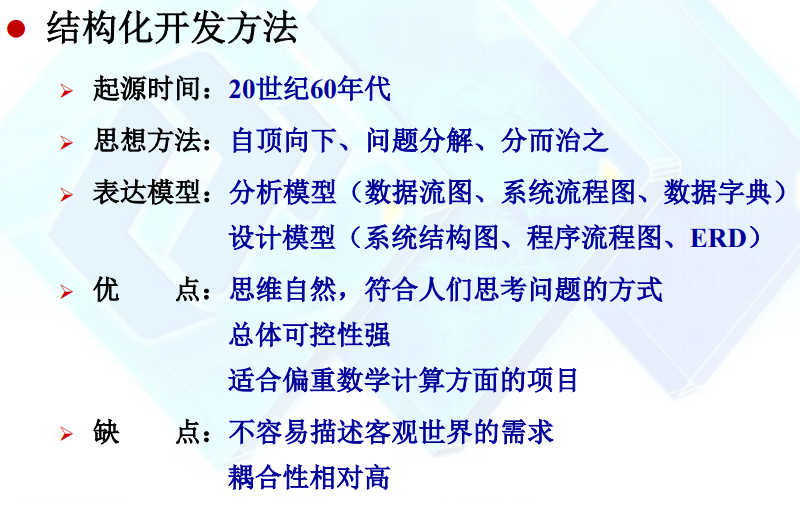 结构化开发方法
起源时间：20世纪60年代
思想方法：自顶向下、问题分解、分而治之
表达模型：分析模型（数据流图、系统流程图、数据字典）
设计模型（系统结构图、程序流程图、ERD）
优　　点：思维自然，符合人们思考问题的方式
总体可控性强
适合偏重数学计算方面的项目
缺　　点：不容易描述客观世界的需求
耦合性相对高